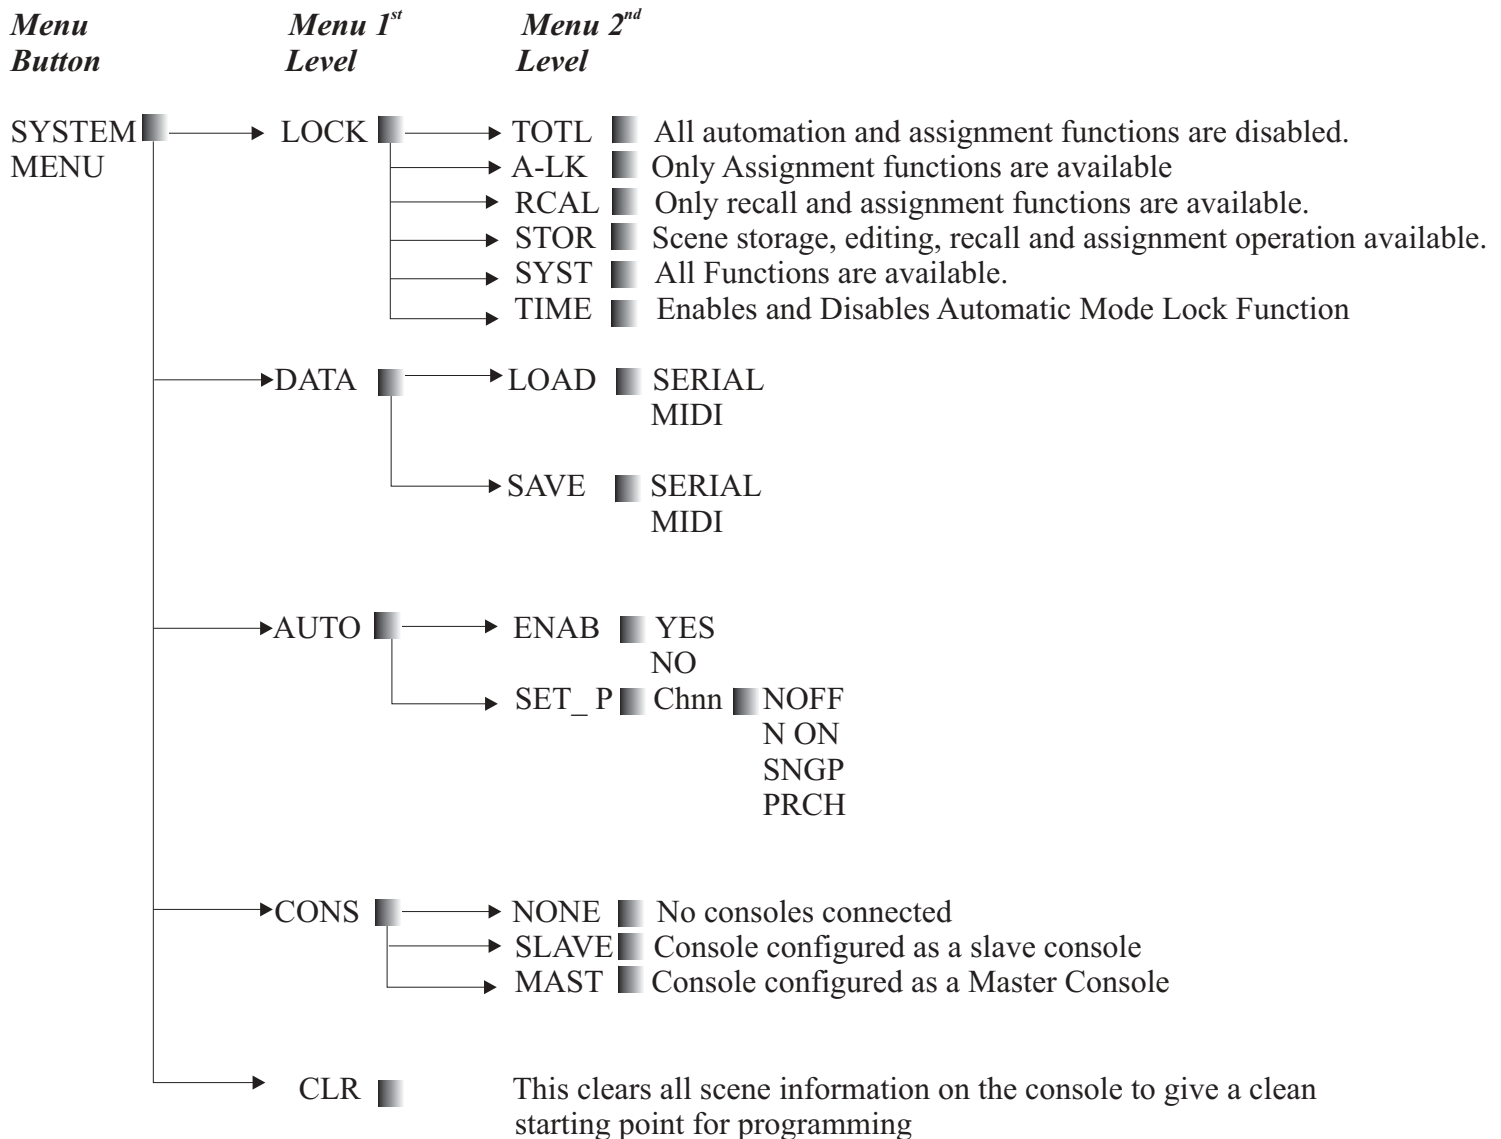 Menu Button
Menu 1st Level
Menu 2nd Level
SYSTEM MENU
LOCK
TOTL All automation and assignment functions are disabled.
A-LK Only Assignment functions are available
RCAL Only recall and assignment functions are available.
STOR Scene storage, editing, recall and assignment operation available.
SYST All Functions are available.
TIME Enables and Disables Automatic Mode Lock Function
DATA
LOAD SERIAL
MIDI
SAVE SERIAL
MIDI
AUTO
ENAB YES
NO
SET_ P Chnn NOFF
N ON
SNGP
PRCH
CONS
NONE No consoles connected
SLAVE Console configured as a slave console
MAST Console configured as a Master Console
CLR This clears all scene information on the console to give a clean
starting point for programming